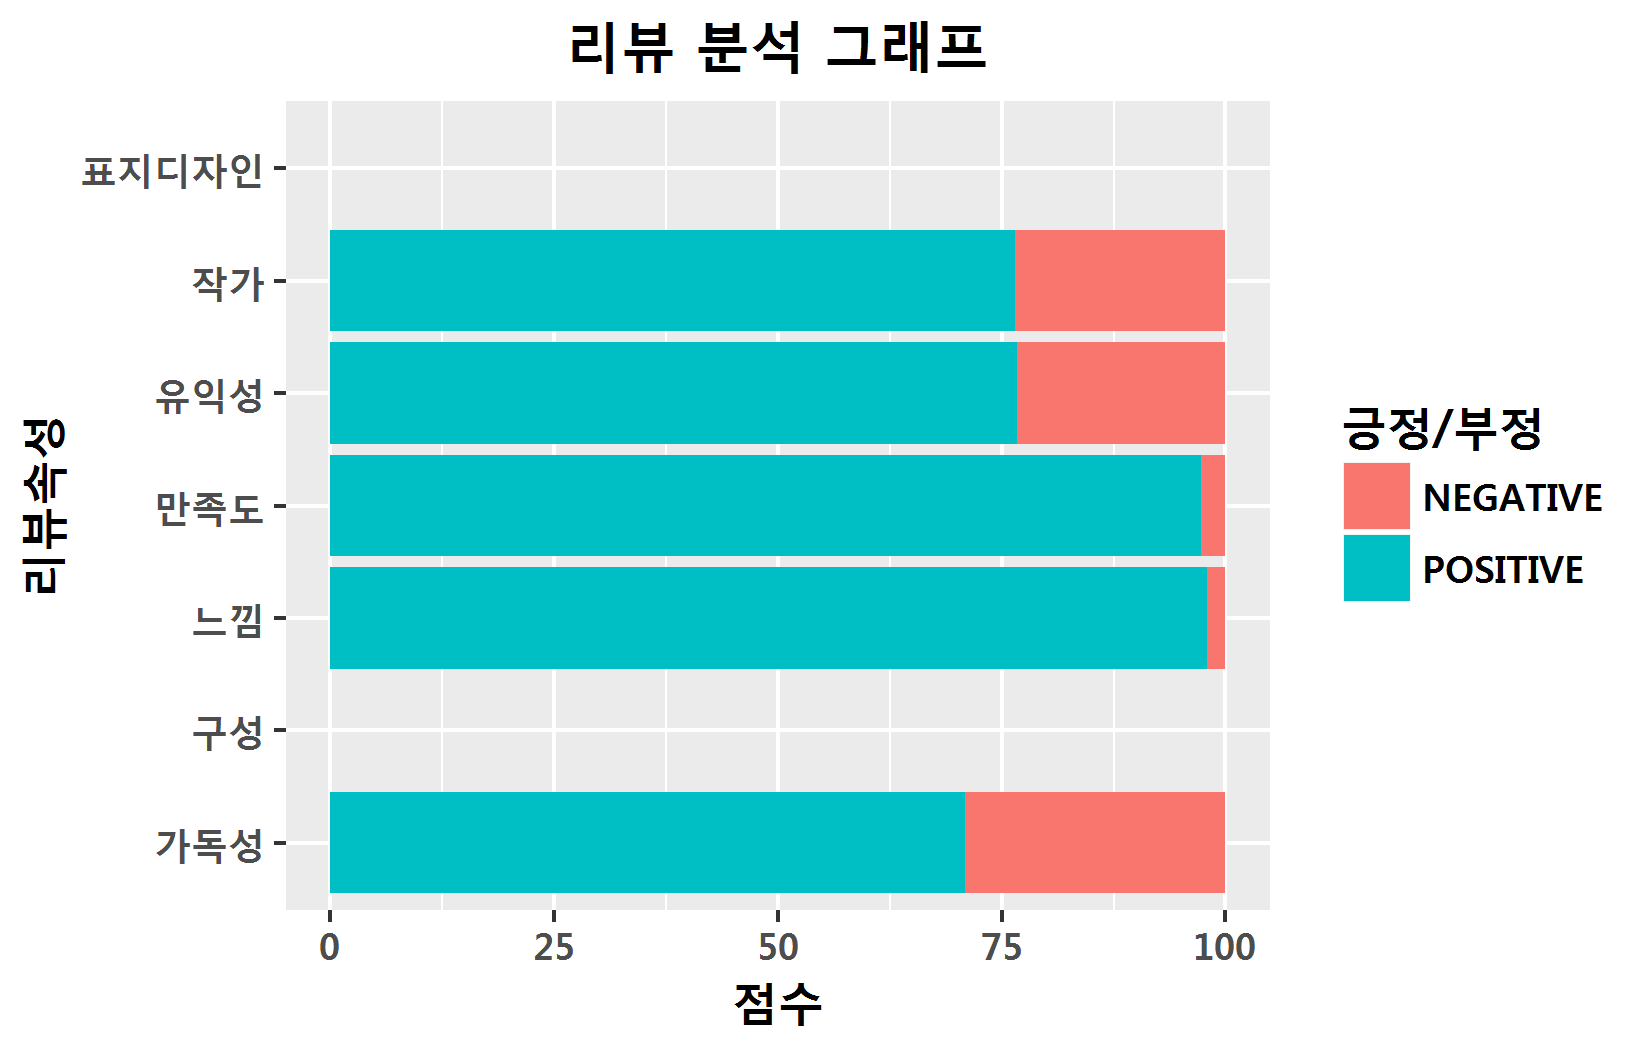 리뷰 분석 그래프
리뷰속성
표지디자인
작가
유익성
만족도
느낌
구성
가독성
0 25 50 75 100
점수
긍정/부정
NEGATIVE
POSITIVE